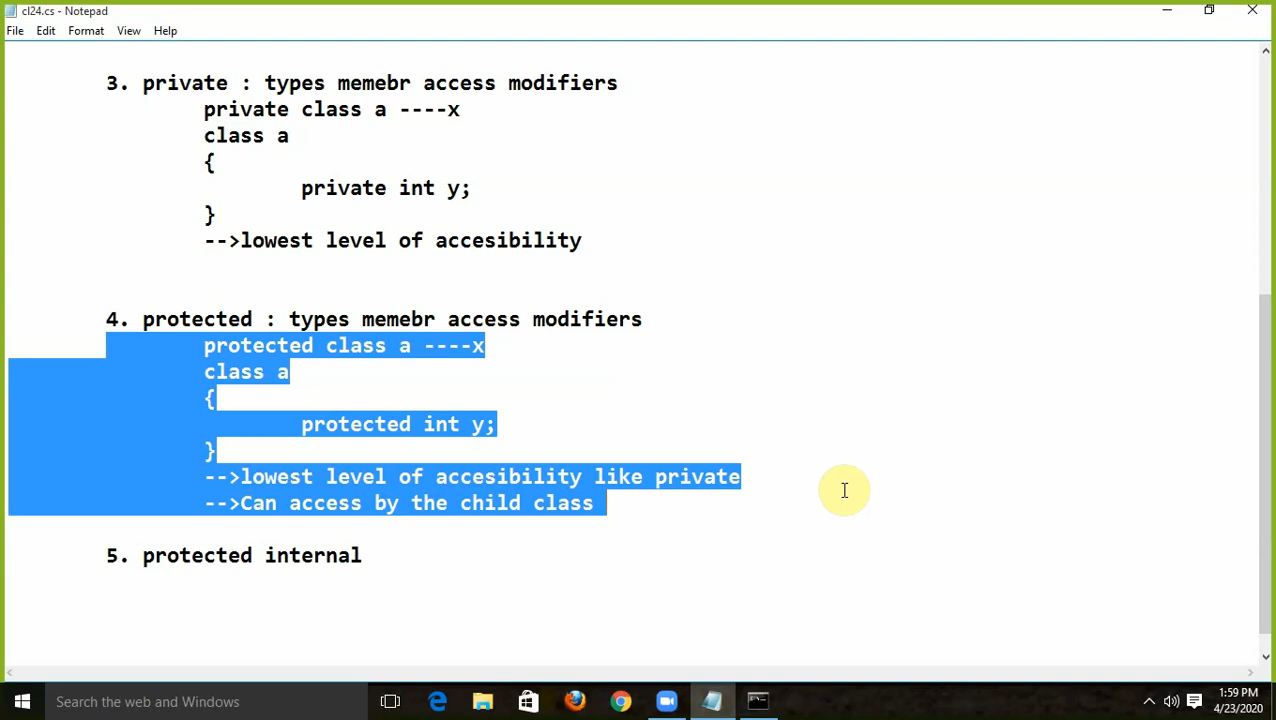 cl24.cs - Notepad
File Edit Format View Help
3. private : types memebr access modifiers
private class a ----x
class a
{
private int y;
}
-->lowest level of accesibility
4. protected : types memebr access modifiers
protected class a ----x
class a
{
protected int y;
}
-->lowest level of accesibility like private
-->Can access by the child class
5. protected internal
Search the web and Windows
1:59 PM
4/23/2020